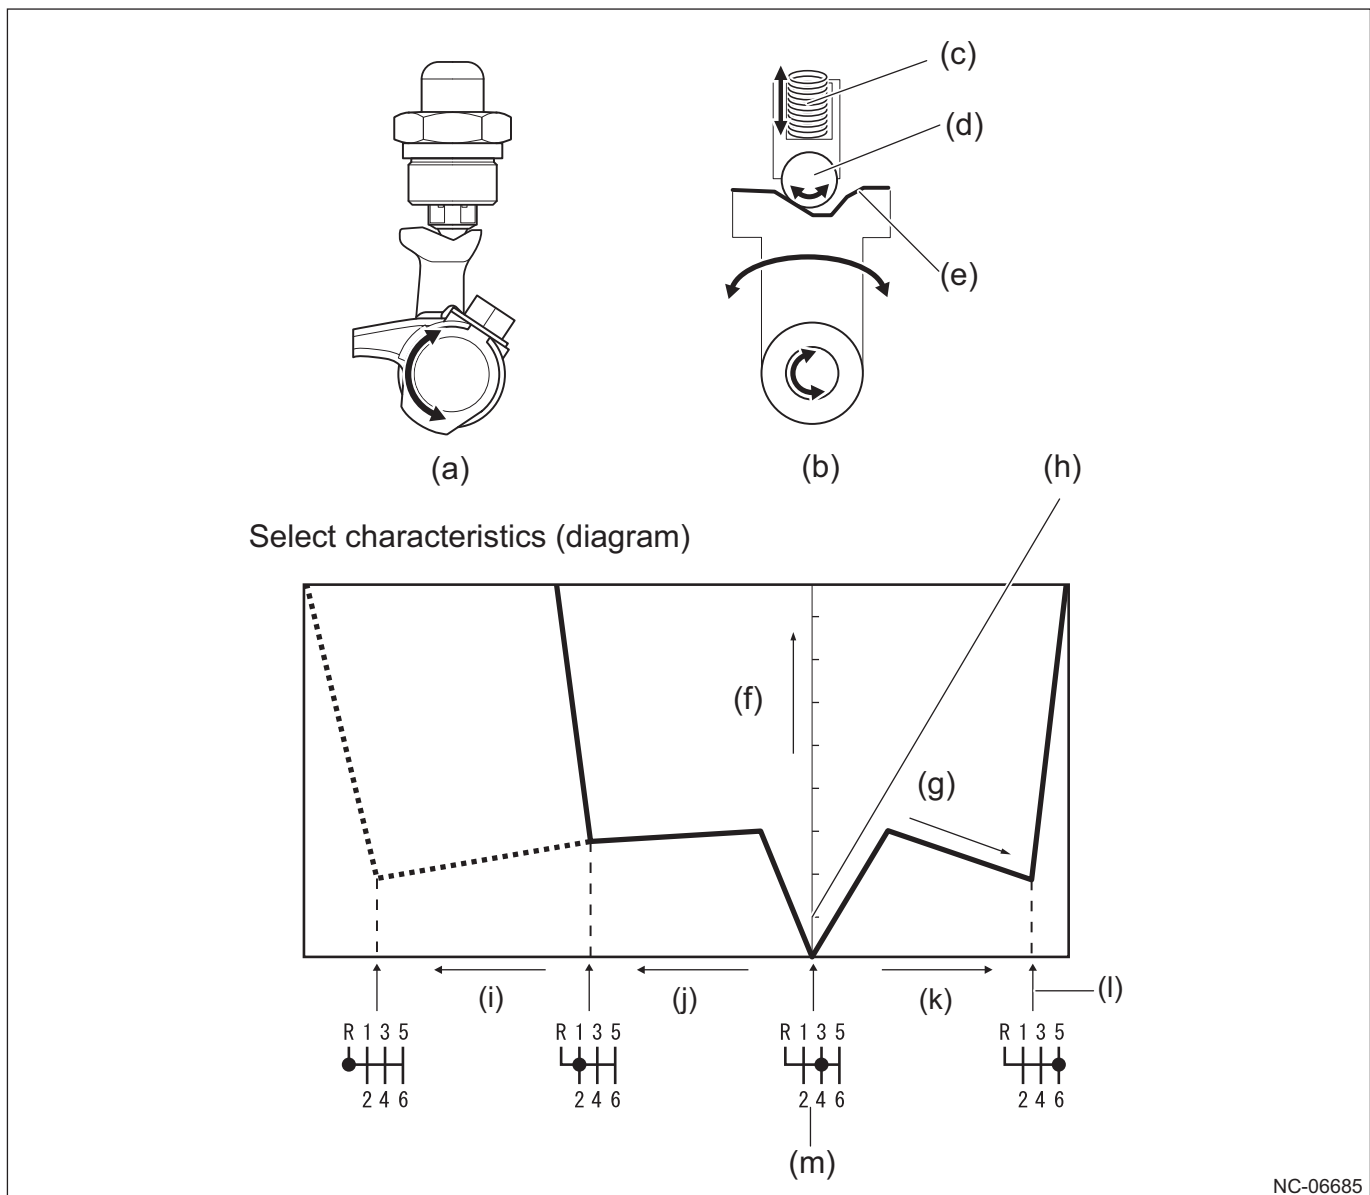 (c)
(d)
(e)
(a)
(b)
(h)
Select characteristics (diagram)
(f)
(g)
(i)
(j)
(k)
(l)
R 1 3 5
2 4 6
R 1 3 5
2 4 6
R 1 3 5
2 4 6
R 1 3 5
2 4 6
(m)
NC-06685